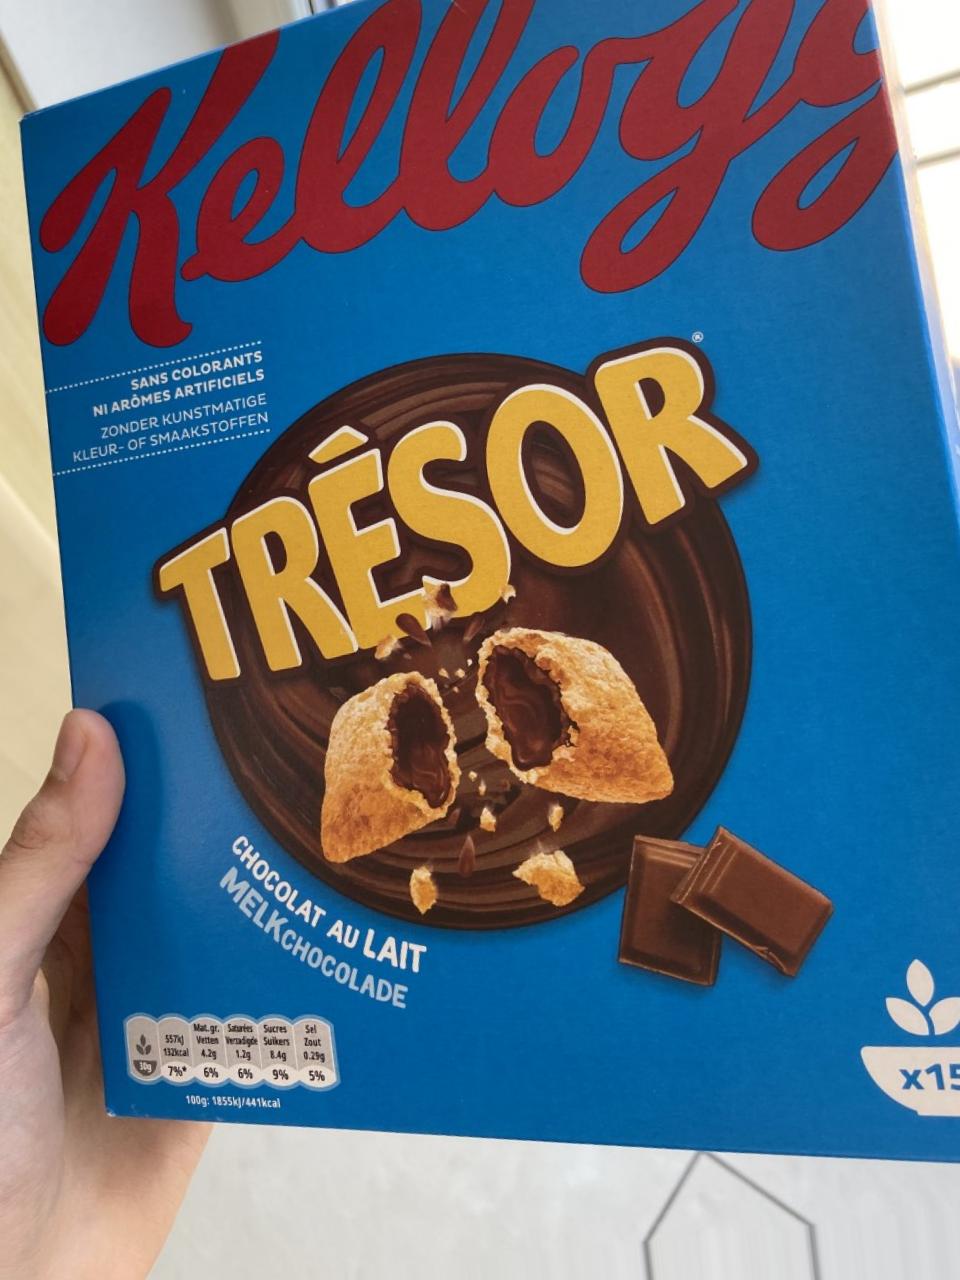 Kellogg
SANS COLORANTS
NI ARÔMES ARTIFICIELS
ZONDER KUNSTMATIGE
KLEUR- OF SMAAKSTOFFEN
TRÉSOR®
CHOCOLAT AU LAIT
MELKCHOCOLADE
30g
557kJ
132kcal
7%*
Mat.gr.
Vetten
4.2g
6%
Saturées
Verzadigde
1.2g
6%
Sucres
Suikers
8.4g
9%
Sel
Zout
0.29g
5%
100g: 1855kJ/441kcal
x15